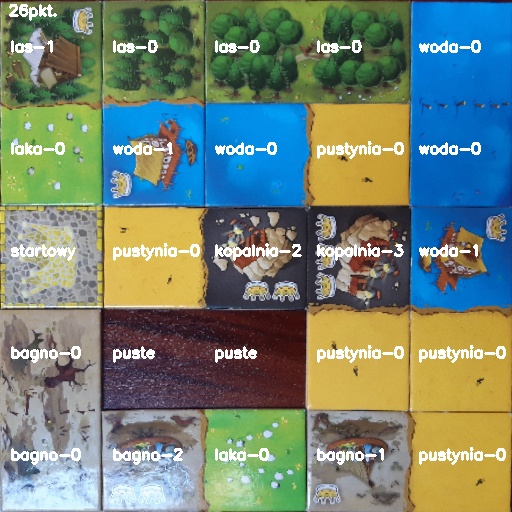 26pkt.
las-1 las-0 las-0 las-0 woda-0
łaka-0 woda-1 woda-0 pustynia-0 woda-0
startowy pustynia-0 kopalnia-2 kopalnia-3 woda-1
bagno-0 puste puste pustynia-0 pustynia-0
bagno-0 bagno-2 laka-0 bagno-1 pustynia-0